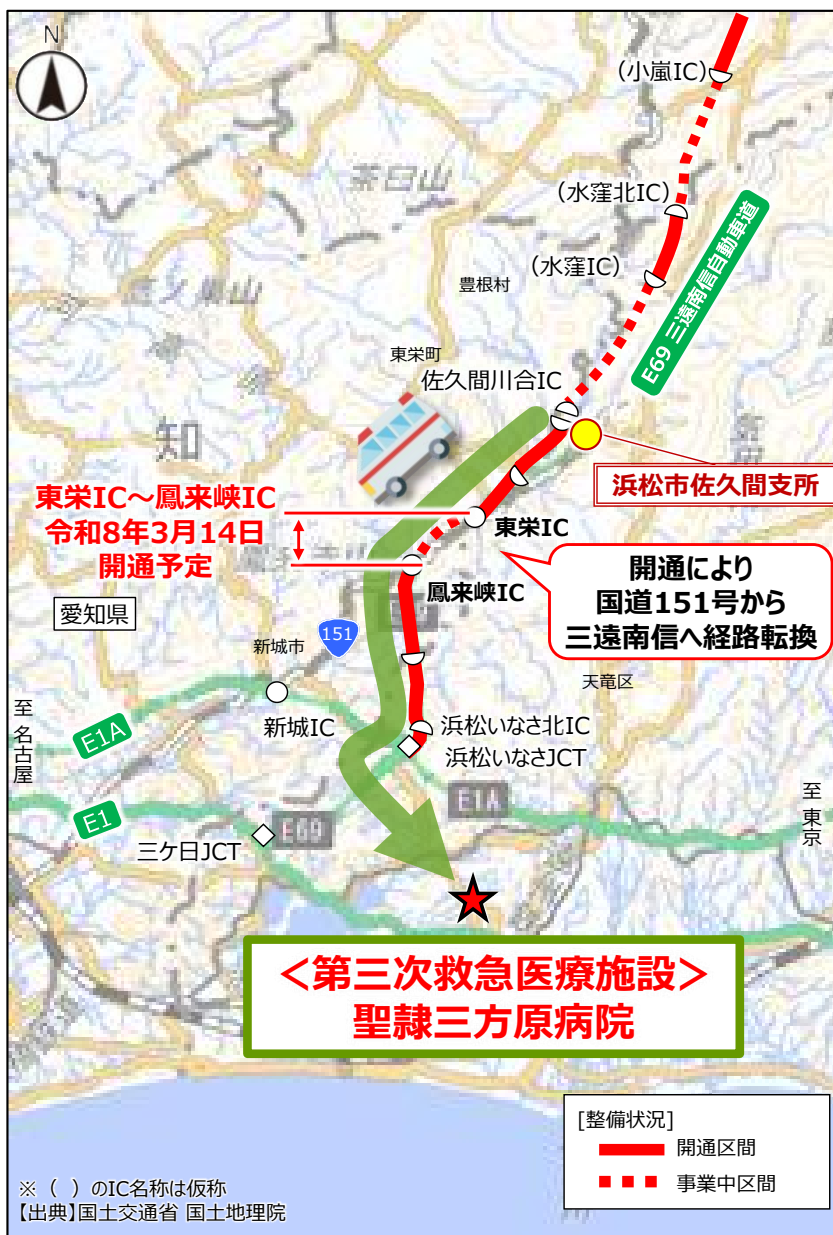 N
(小嵐IC)
茶臼山
(水窪北IC)
(水窪IC)
E69 三遠南信自動車道
豊根村
東栄町
佐久間川合IC
知
浜松市佐久間支所
東栄IC～鳳来峡IC
令和8年3月14日
開通予定
東栄IC
鳳来峡IC
開通により
国道151号から
三遠南信へ経路転換
愛知県
151
新城市
天竜区
新城IC
浜松いなさ北IC
浜松いなさJCT
至 名古屋
E1A
E1A
E1
E69
三ケ日JCT
至 東京
＜第三次救急医療施設＞
聖隷三方原病院
[整備状況]
開通区間
事業中区間
※（ ）のIC名称は仮称
【出典】国土交通省 国土地理院